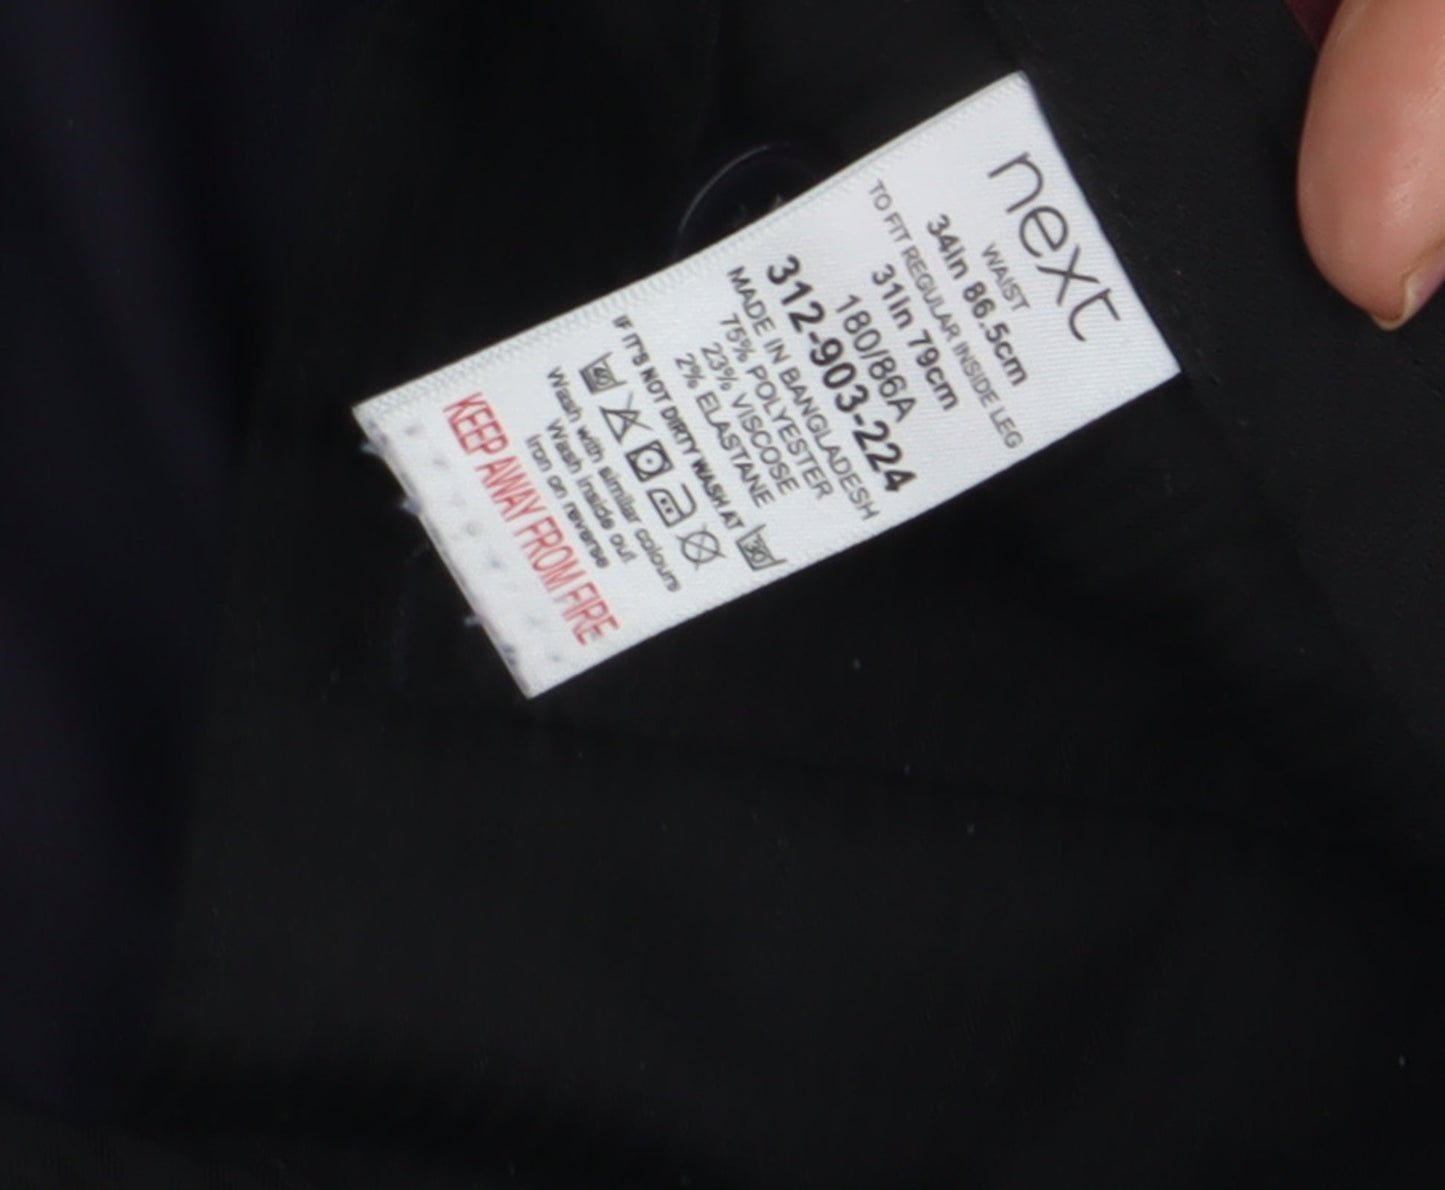 next
WAIST
34in 86.5cm
TO FIT REGULAR INSIDE LEG
31in 79cm
180/86A
312-903-224
MADE IN BANGLADESH
75% POLYESTER
23% VISCOSE
2% ELASTANE
IF IT'S NOT DIRTY WASH AT 30
40
Wash with similar colours
Wash inside out
Iron on reverse
KEEP AWAY FROM FIRE